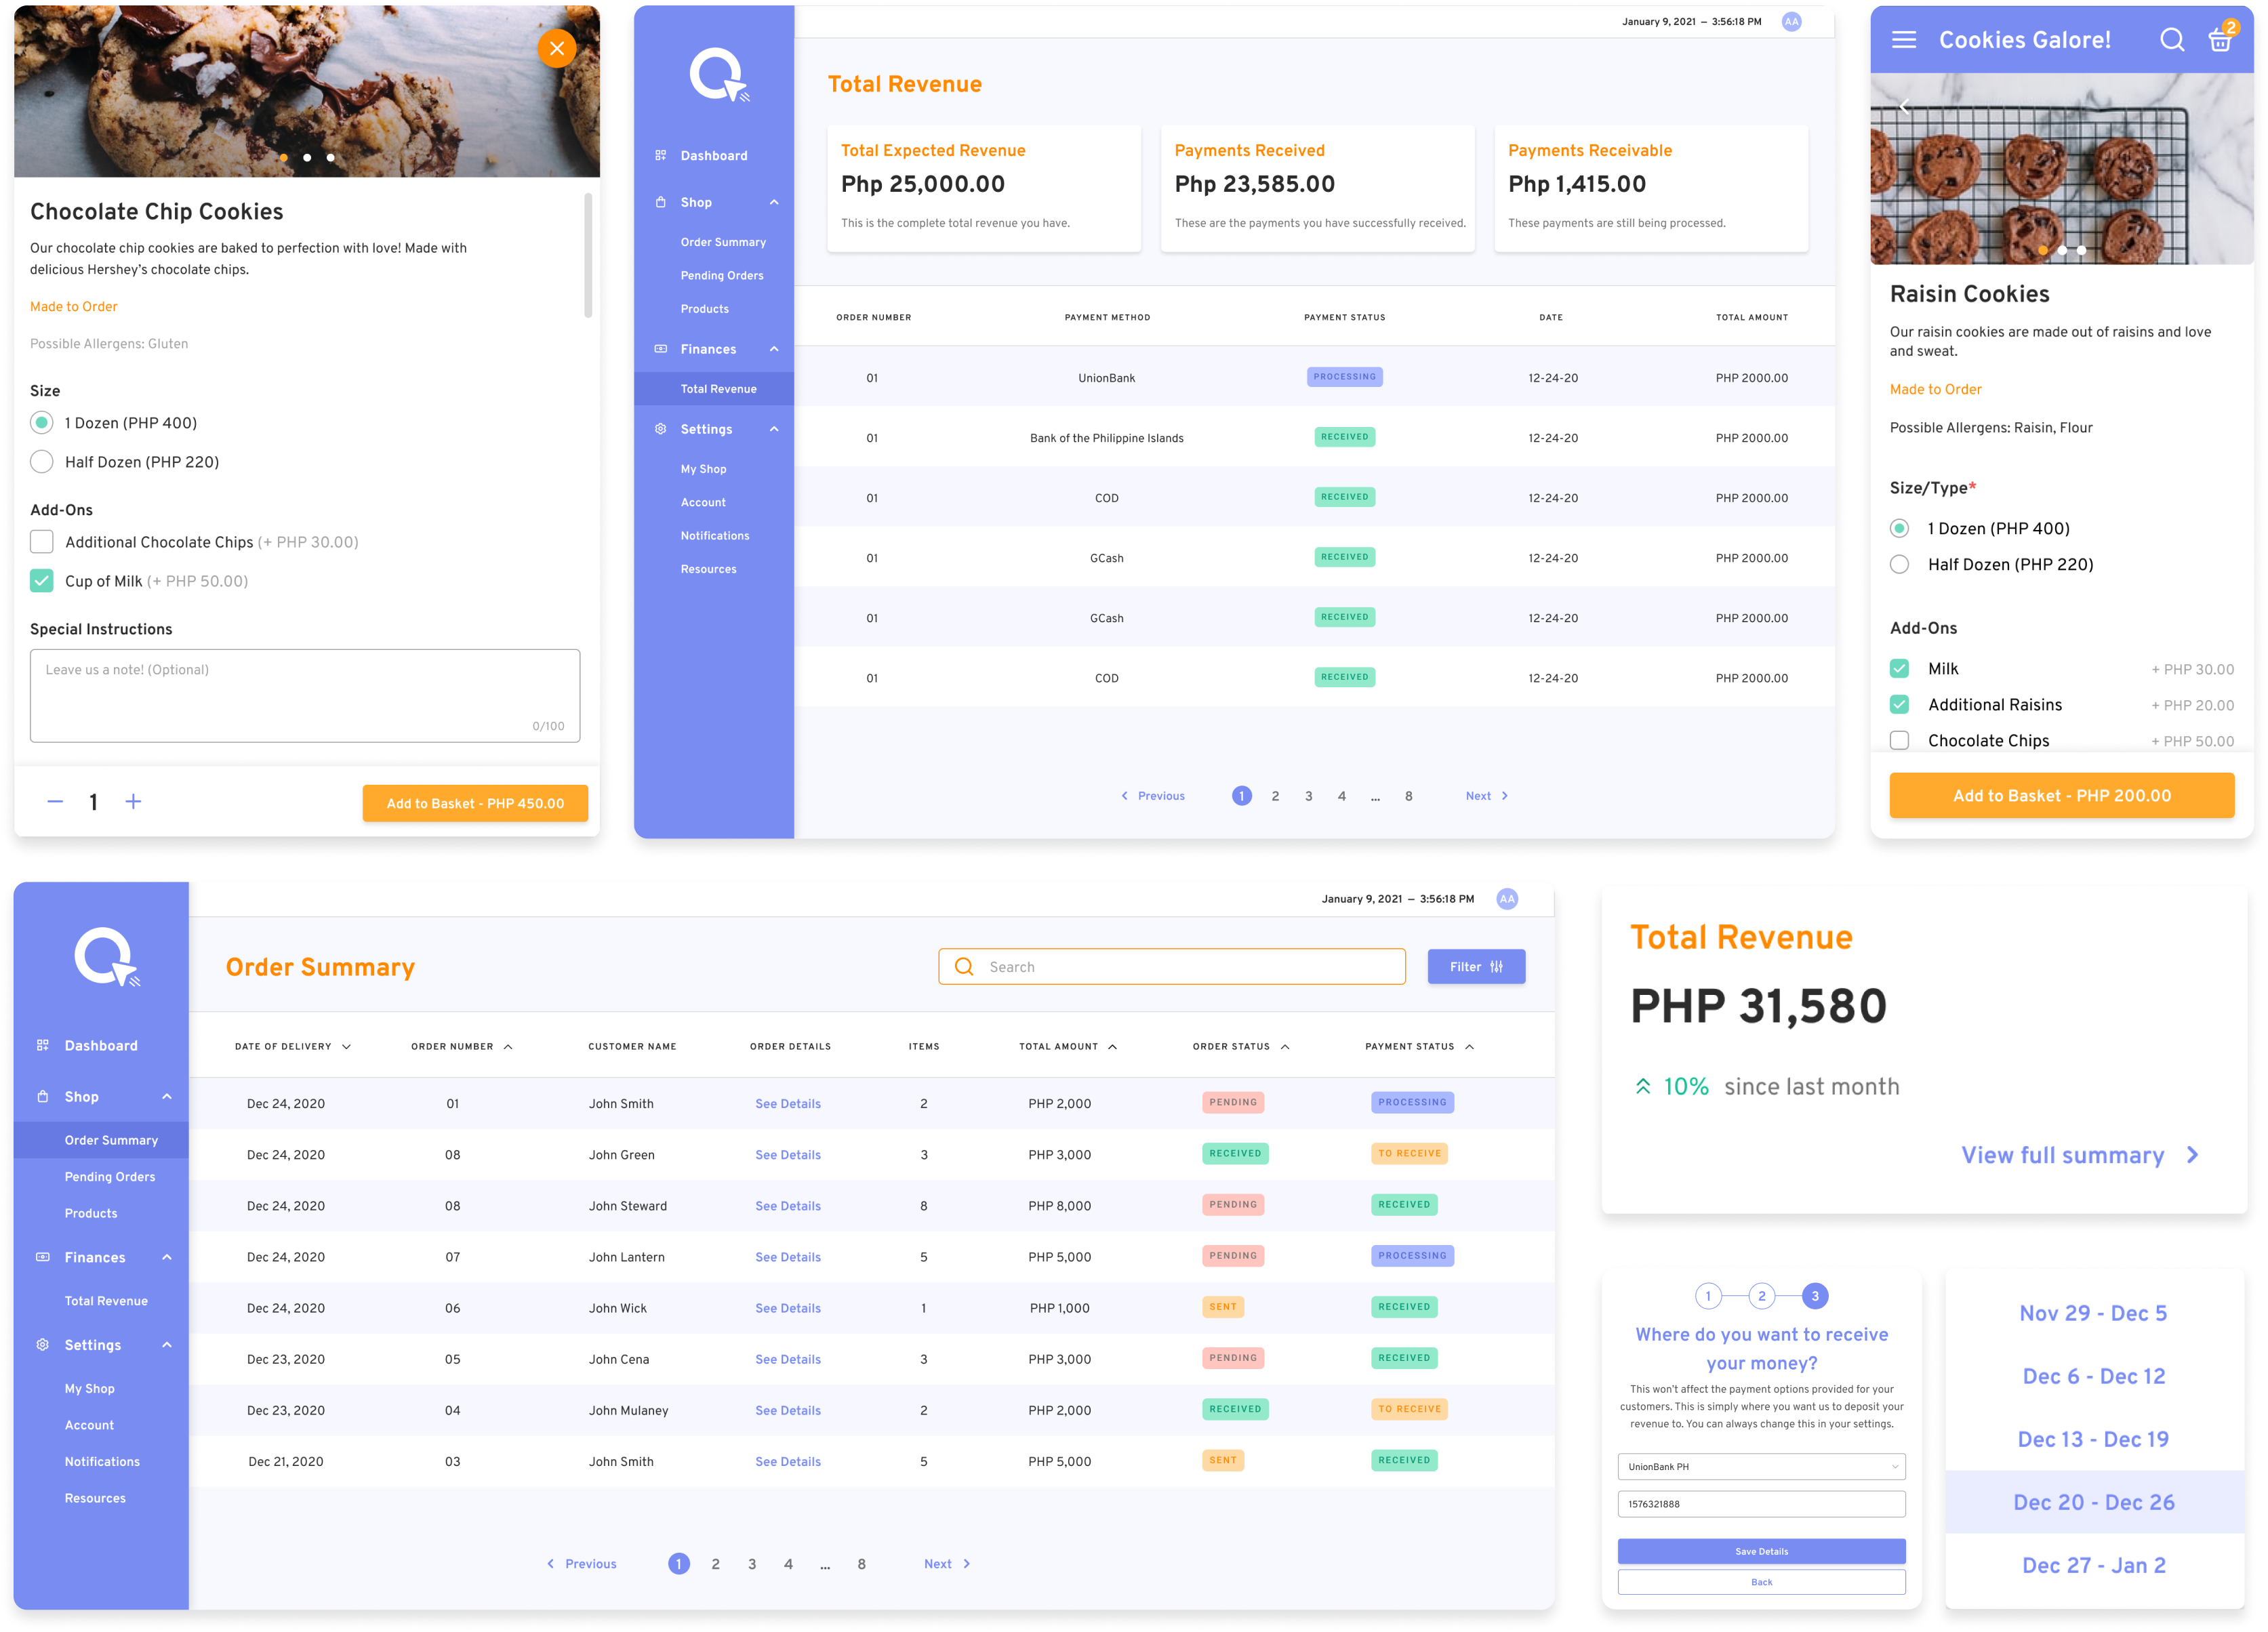 Chocolate Chip Cookies
Our chocolate chip cookies are baked to perfection with love! Made with
delicious Hershey's chocolate chips.
Made to Order
Possible Allergens: Gluten
Size
1 Dozen (PHP 400)
Half Dozen (PHP 220)
Add-Ons
Additional Chocolate Chips (+ PHP 30.00)
Cup of Milk (+ PHP 50.00)
Special Instructions
Leave us a note! (Optional)
0/100
1
Add to Basket - PHP 450.00
January 9, 2021 – 3:56:18 PM AA
Dashboard
Shop
Order Summary
Pending Orders
Products
Finances
Total Revenue
Settings
My Shop
Account
Notifications
Resources
Total Revenue
Total Expected Revenue
Php 25,000.00
This is the complete total revenue you have.
Payments Received
Php 23,585.00
These are the payments you have successfully received.
Payments Receivable
Php 1,415.00
These payments are still being processed.
ORDER NUMBER PAYMENT METHOD PAYMENT STATUS DATE TOTAL AMOUNT
01 UnionBank PROCESSING 12-24-20 PHP 2000.00
01 Bank of the Philippine Islands RECEIVED 12-24-20 PHP 2000.00
01 COD RECEIVED 12-24-20 PHP 2000.00
01 GCash RECEIVED 12-24-20 PHP 2000.00
01 GCash RECEIVED 12-24-20 PHP 2000.00
01 COD RECEIVED 12-24-20 PHP 2000.00
Previous 1 2 3 4 ... 8 Next
Cookies Galore! 2
Raisin Cookies
Our raisin cookies are made out of raisins and love
and sweat.
Made to Order
Possible Allergens: Raisin, Flour
Size/Type*
1 Dozen (PHP 400)
Half Dozen (PHP 220)
Add-Ons
Milk + PHP 30.00
Additional Raisins + PHP 20.00
Chocolate Chips + PHP 50.00
Add to Basket - PHP 200.00
January 9, 2021 – 3:56:18 PM AA
Dashboard
Shop
Order Summary
Pending Orders
Products
Finances
Total Revenue
Settings
My Shop
Account
Notifications
Resources
Order Summary
Search
Filter
DATE OF DELIVERY ORDER NUMBER CUSTOMER NAME ORDER DETAILS ITEMS TOTAL AMOUNT ORDER STATUS PAYMENT STATUS
Dec 24, 2020 01 John Smith See Details 2 PHP 2,000 PENDING PROCESSING
Dec 24, 2020 08 John Green See Details 3 PHP 3,000 RECEIVED TO RECEIVE
Dec 24, 2020 08 John Steward See Details 8 PHP 8,000 PENDING RECEIVED
Dec 24, 2020 07 John Lantern See Details 5 PHP 5,000 PENDING PROCESSING
Dec 24, 2020 06 John Wick See Details 1 PHP 1,000 SENT RECEIVED
Dec 23, 2020 05 John Cena See Details 3 PHP 3,000 PENDING RECEIVED
Dec 23, 2020 04 John Mulaney See Details 2 PHP 2,000 RECEIVED TO RECEIVE
Dec 21, 2020 03 John Smith See Details 5 PHP 5,000 SENT RECEIVED
Previous 1 2 3 4 ... 8 Next
Total Revenue
PHP 31,580
10% since last month
View full summary
1 2 3
Where do you want to receive
your money?
This won't affect the payment options provided for your
customers. This is simply where you want us to deposit your
revenue to. You can always change this in your settings.
UnionBank PH
1576321888
Save Details
Back
Nov 29 - Dec 5
Dec 6 - Dec 12
Dec 13 - Dec 19
Dec 20 - Dec 26
Dec 27 - Jan 2